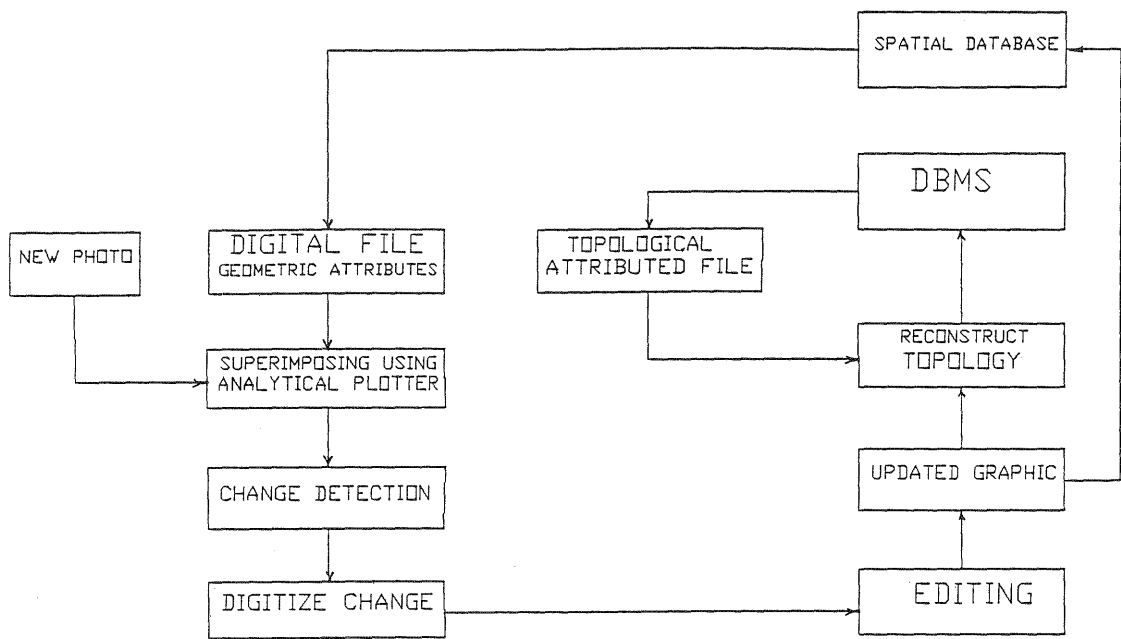 SPATIAL DATABASE
DBMS
NEW PHOTO
DIGITAL FILE
GEOMETRIC ATTRIBUTES
TOPOLOGICAL
ATTRIBUTED FILE
SUPERIMPOSING USING
ANALYTICAL PLOTTER
RECONSTRUCT
TOPOLOGY
CHANGE DETECTION
UPDATED GRAPHIC
DIGITIZE CHANGE
EDITING